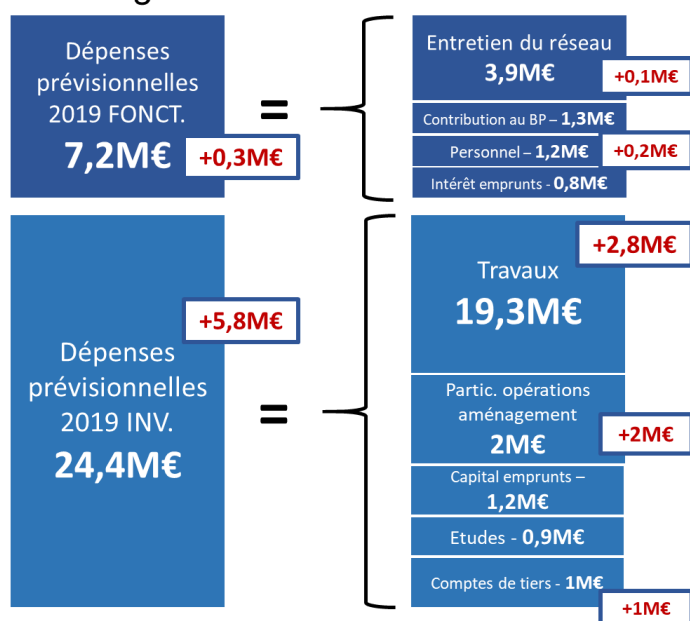 Dépenses
prévisionnelles
2019 FONCT.
7,2M€
+0,3M€
=
Entretien du réseau
3,9M€
+0,1M€
Contribution au BP – 1,3M€
Personnel – 1,2M€
+0,2M€
Intérêt emprunts - 0,8M€
Dépenses
prévisionnelles
2019 INV.
24,4M€
+5,8M€
=
+2,8M€
Travaux
19,3M€
Partic. opérations
aménagement
2M€
+2M€
Capital emprunts –
1,2M€
Etudes - 0,9M€
Comptes de tiers - 1M€
+1M€